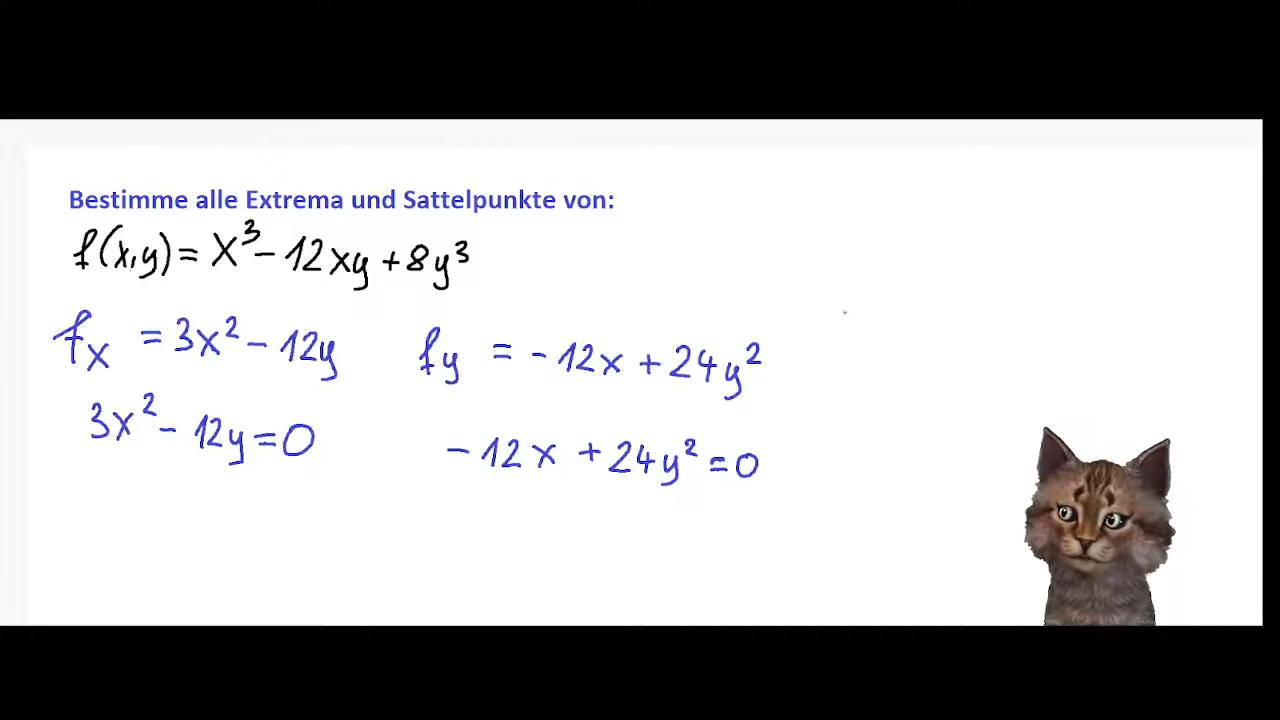 Bestimme alle Extrema und Sattelpunkte von:
f(x,y) = x³ - 12xy + 8y³
fx = 3x² - 12y fy = -12x + 24y²
3x² - 12y = 0 -12x + 24y² = 0